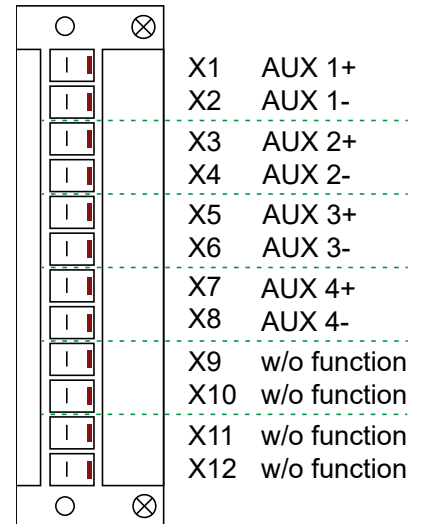 X1 AUX 1+
X2 AUX 1-
X3 AUX 2+
X4 AUX 2-
X5 AUX 3+
X6 AUX 3-
X7 AUX 4+
X8 AUX 4-
X9 w/o function
X10 w/o function
X11 w/o function
X12 w/o function